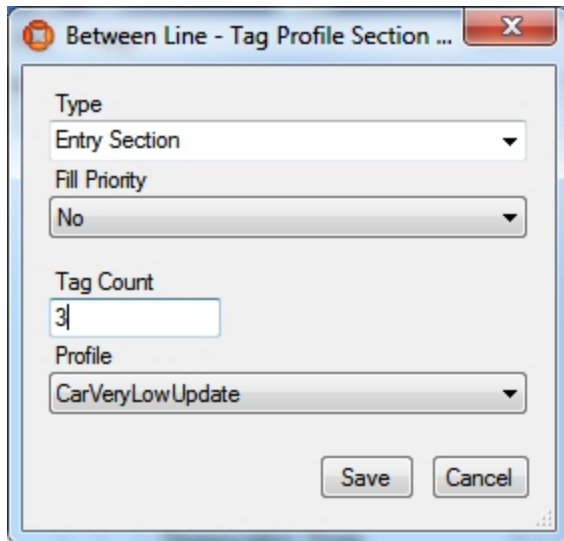 Between Line - Tag Profile Section ...
Type
Entry Section
Fill Priority
No
Tag Count
3
Profile
CarVeryLowUpdate
Save Cancel